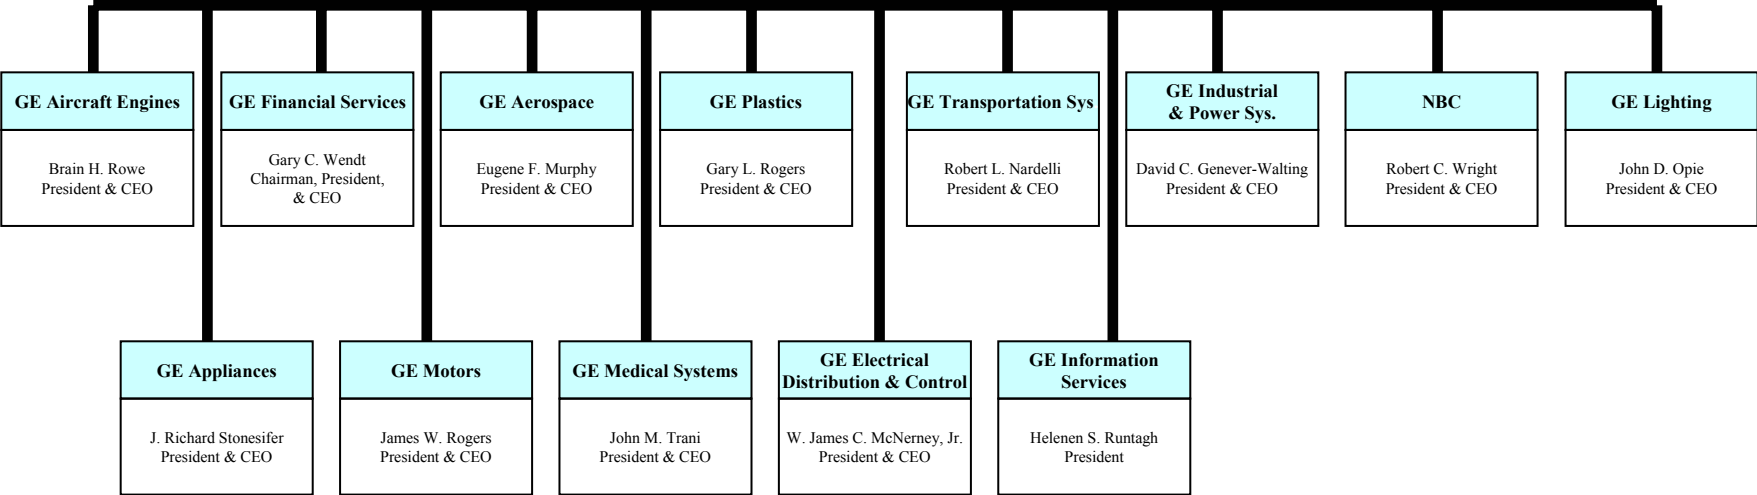 GE Aircraft Engines
Brain H. Rowe
President & CEO
GE Financial Services
Gary C. Wendt
Chairman, President,
& CEO
GE Aerospace
Eugene F. Murphy
President & CEO
GE Plastics
Gary L. Rogers
President & CEO
GE Transportation Sys
Robert L. Nardelli
President & CEO
GE Industrial
& Power Sys.
David C. Genever-Walting
President & CEO
NBC
Robert C. Wright
President & CEO
GE Lighting
John D. Opie
President & CEO
GE Appliances
J. Richard Stonesifer
President & CEO
GE Motors
James W. Rogers
President & CEO
GE Medical Systems
John M. Trani
President & CEO
GE Electrical
Distribution & Control
W. James C. McNerney, Jr.
President & CEO
GE Information
Services
Helenen S. Runtagh
President